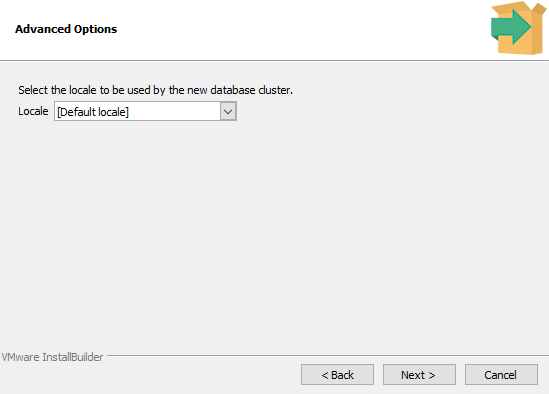 Advanced Options
Select the locale to be used by the new database cluster.
Locale [Default locale]
VMware InstallBuilder
< Back Next > Cancel